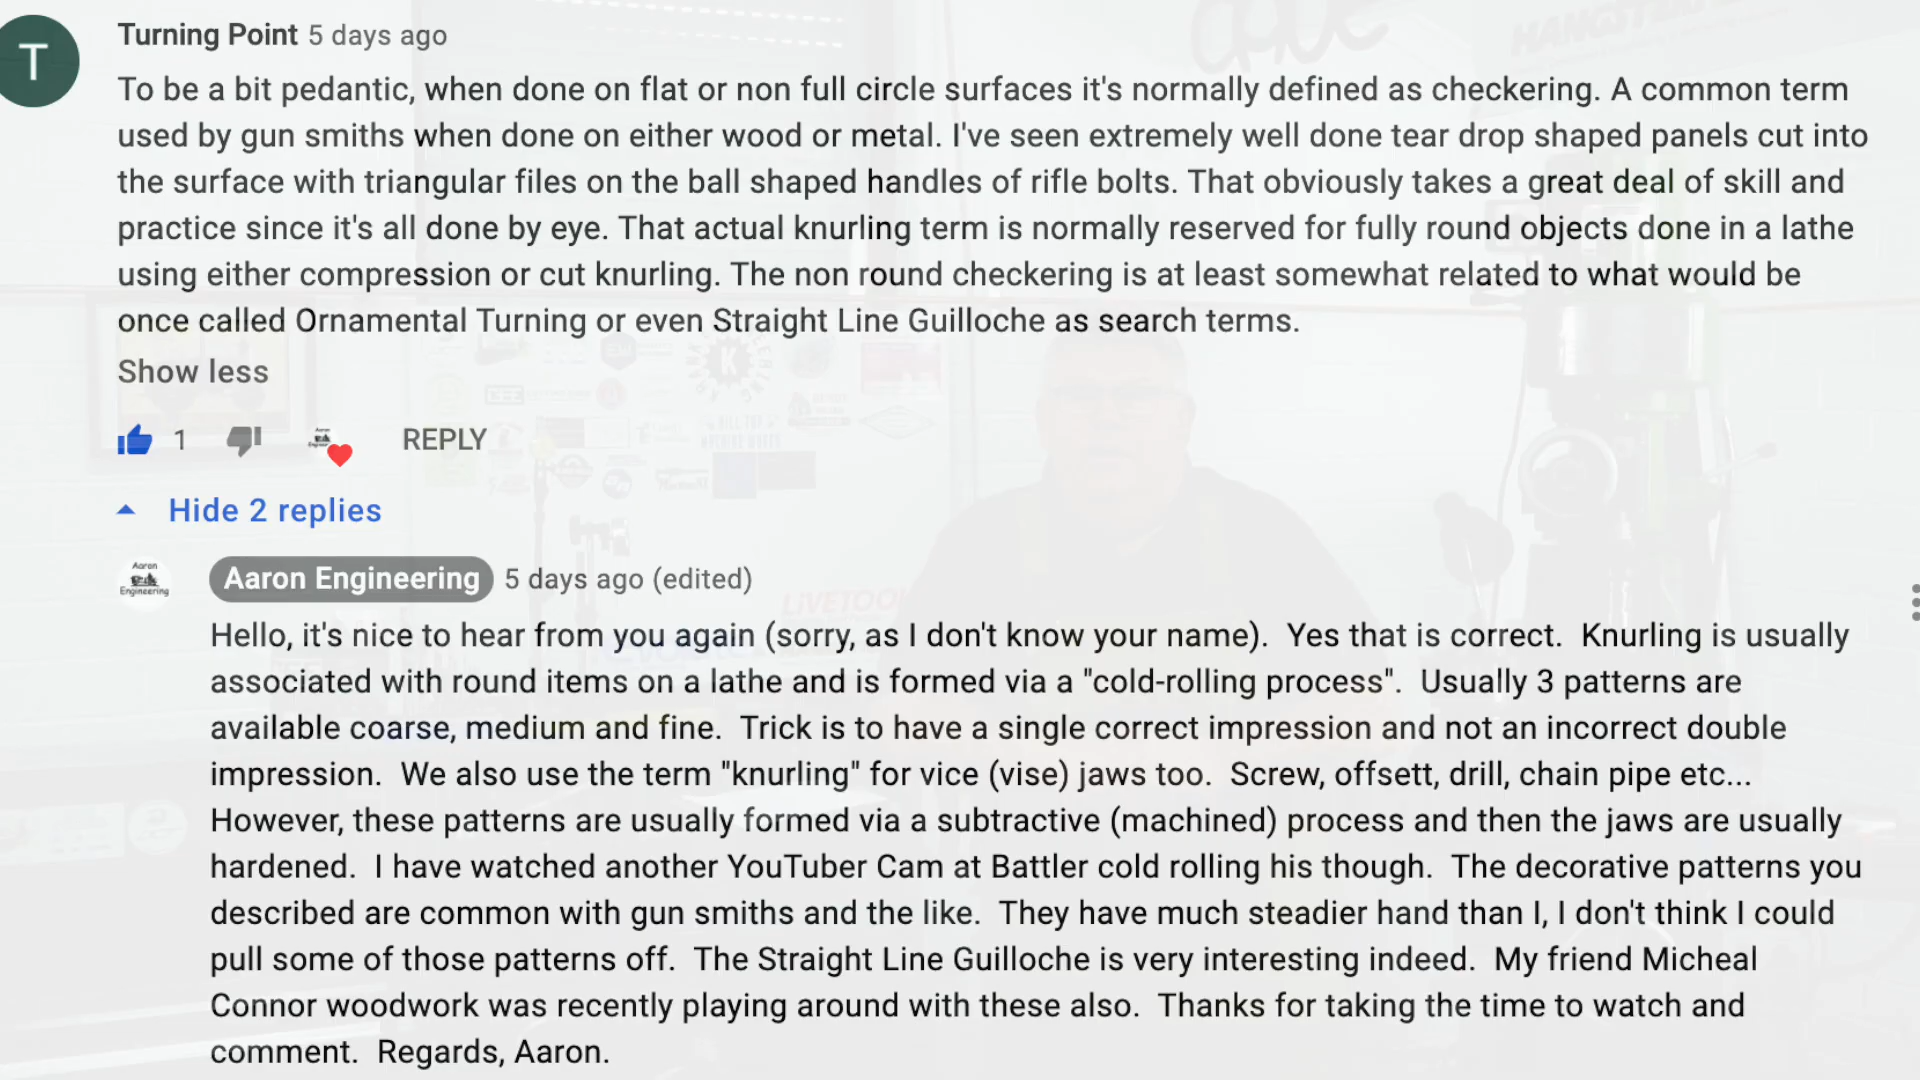 T
Turning Point 5 days ago
To be a bit pedantic, when done on flat or non full circle surfaces it's normally defined as checkering. A common term
used by gun smiths when done on either wood or metal. I've seen extremely well done tear drop shaped panels cut into
the surface with triangular files on the ball shaped handles of rifle bolts. That obviously takes a great deal of skill and
practice since it's all done by eye. That actual knurling term is normally reserved for fully round objects done in a lathe
using either compression or cut knurling. The non round checkering is at least somewhat related to what would be
once called Ornamental Turning or even Straight Line Guilloche as search terms.
Show less
1 REPLY
Hide 2 replies
Aaron
Engineering
Aaron Engineering 5 days ago (edited)
Hello, it's nice to hear from you again (sorry, as I don't know your name).  Yes that is correct.  Knurling is usually
associated with round items on a lathe and is formed via a "cold-rolling process".  Usually 3 patterns are
available coarse, medium and fine.  Trick is to have a single correct impression and not an incorrect double
impression.  We also use the term "knurling" for vice (vise) jaws too.  Screw, offsett, drill, chain pipe etc...
However, these patterns are usually formed via a subtractive (machined) process and then the jaws are usually
hardened.  I have watched another YouTuber Cam at Battler cold rolling his though.  The decorative patterns you
described are common with gun smiths and the like.  They have much steadier hand than I, I don't think I could
pull some of those patterns off.  The Straight Line Guilloche is very interesting indeed.  My friend Micheal
Connor woodwork was recently playing around with these also.  Thanks for taking the time to watch and
comment.  Regards, Aaron.